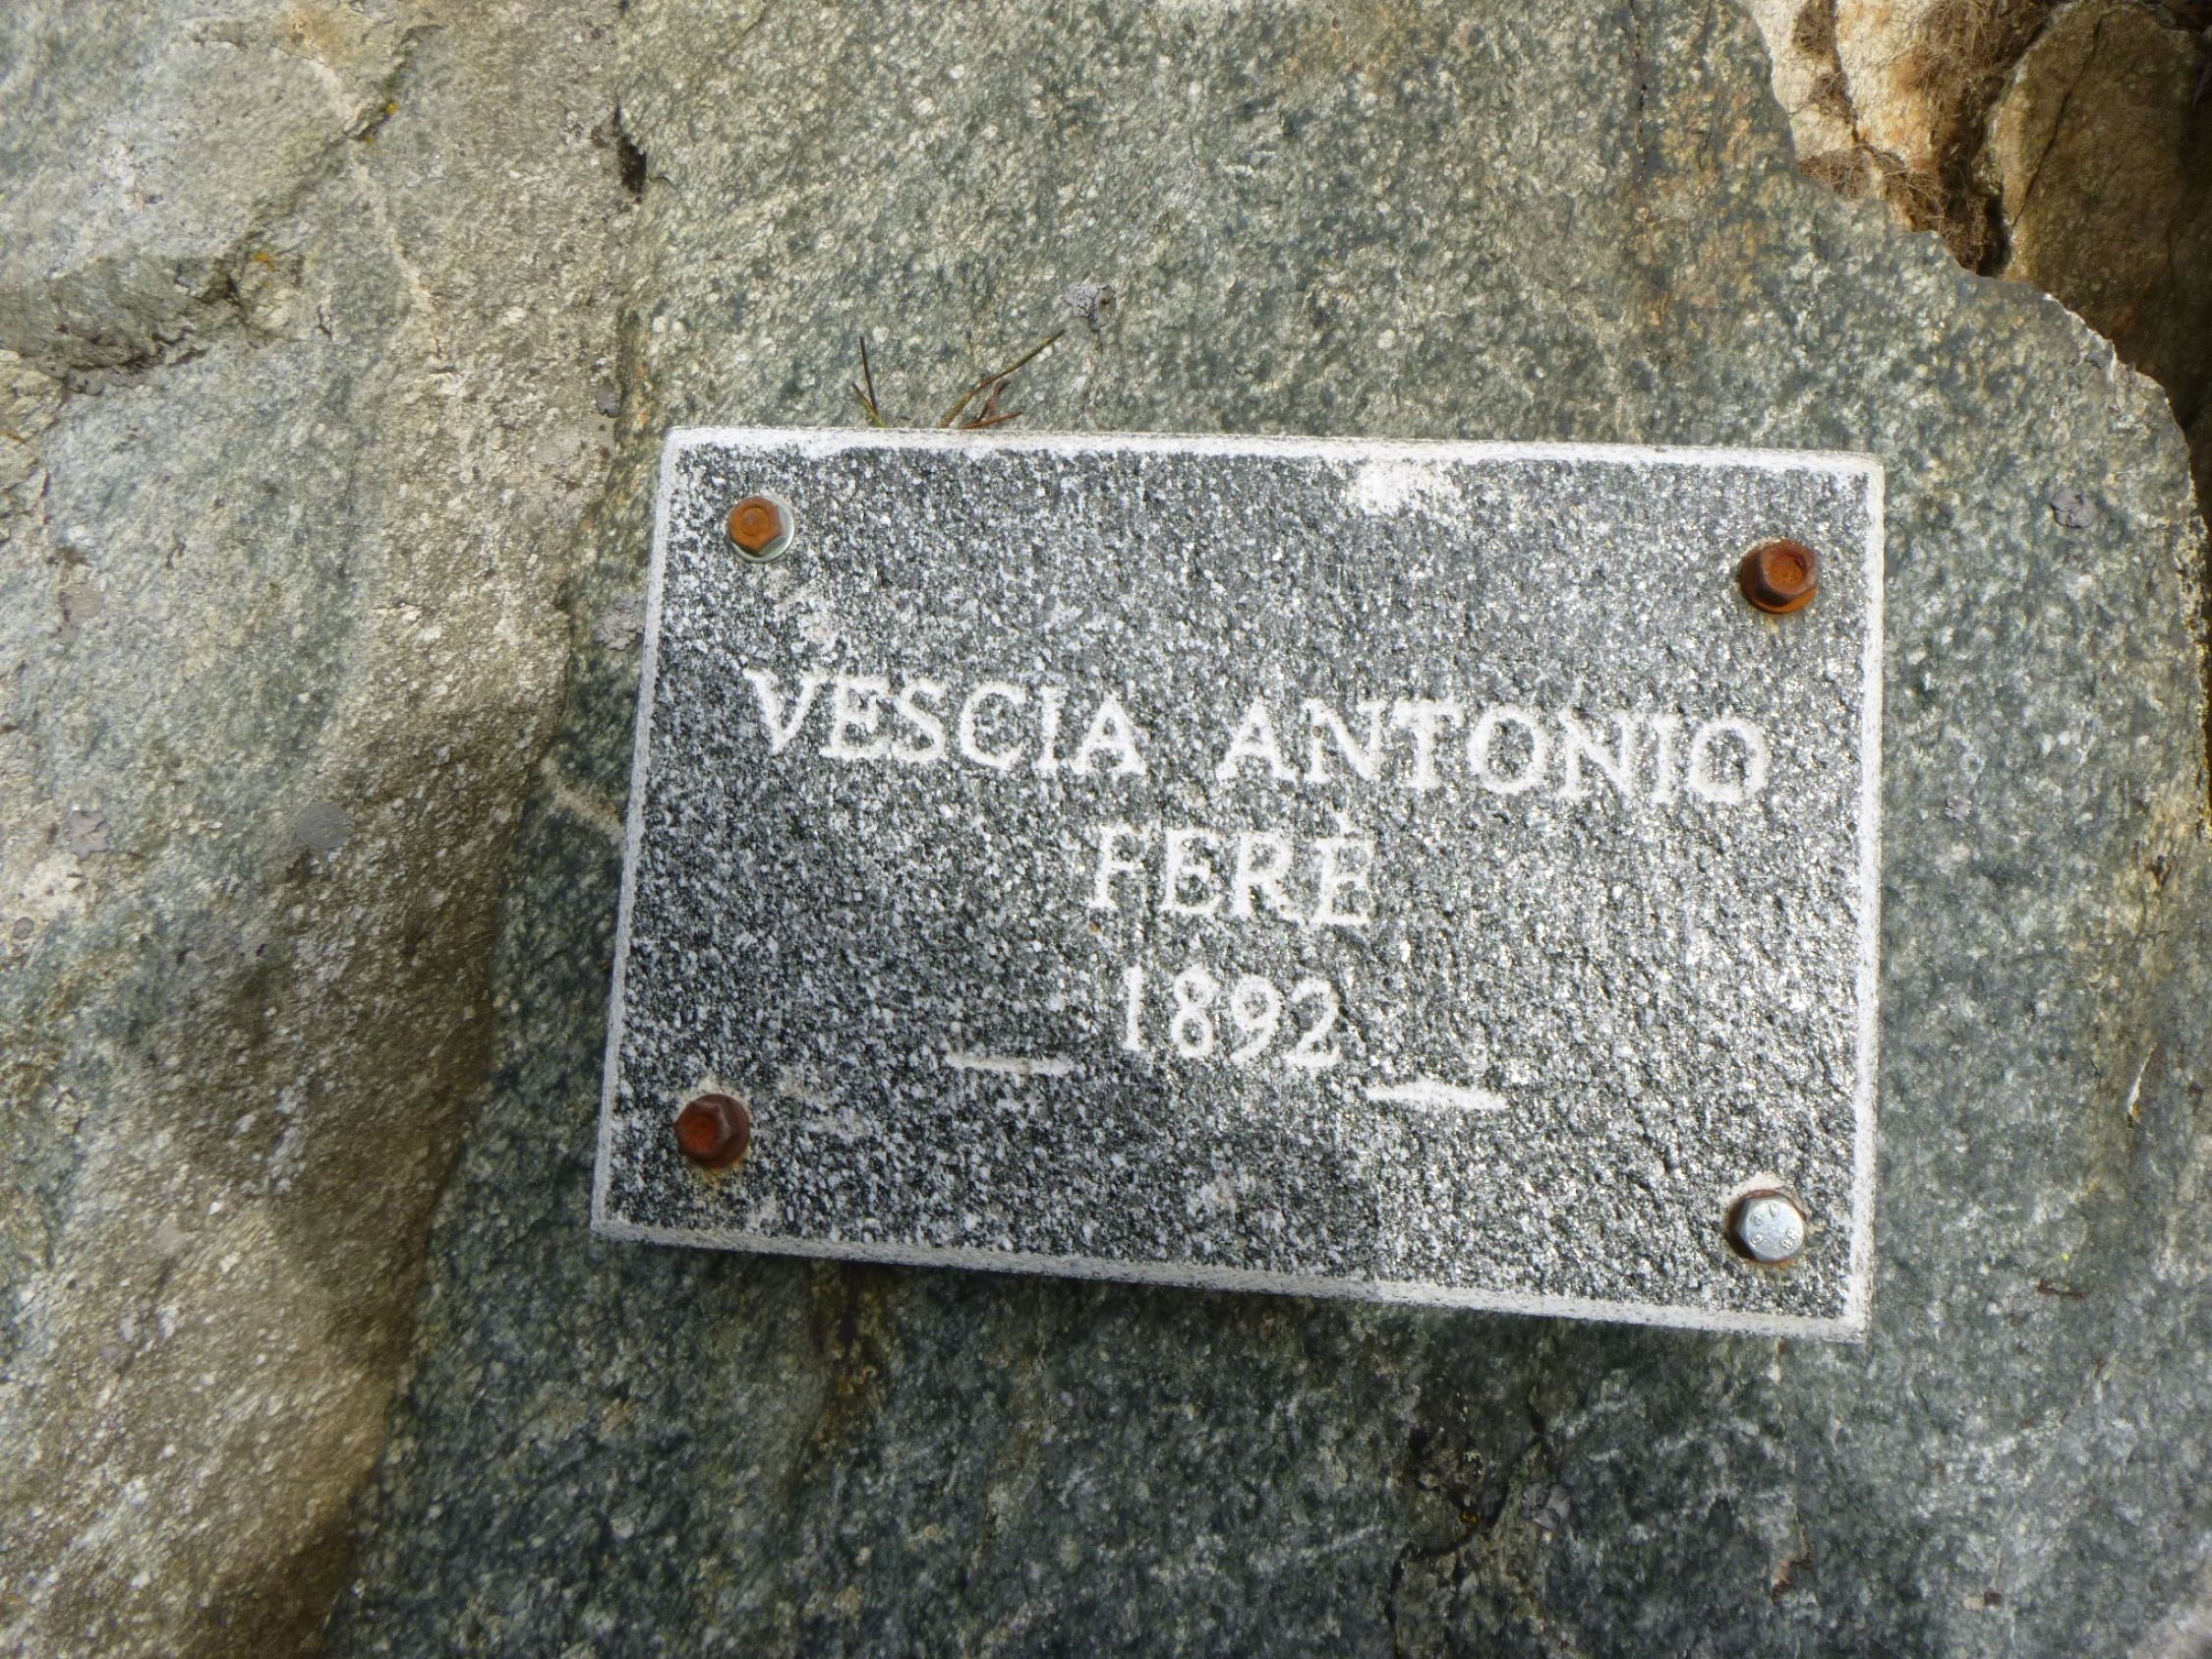 VESCIA ANTONIO
FERÈ
1892